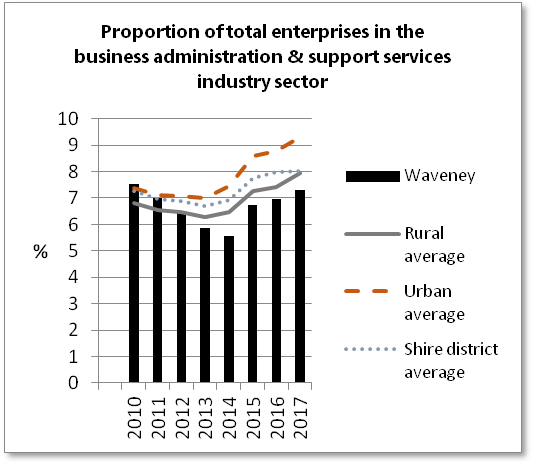 Proportion of total enterprises in the
business administration & support services
industry sector
10
9
8
7
6
5
4
3
2
1
0
%
2010
2011
2012
2013
2014
2015
2016
2017
Waveney
Rural
average
Urban
average
Shire district
average